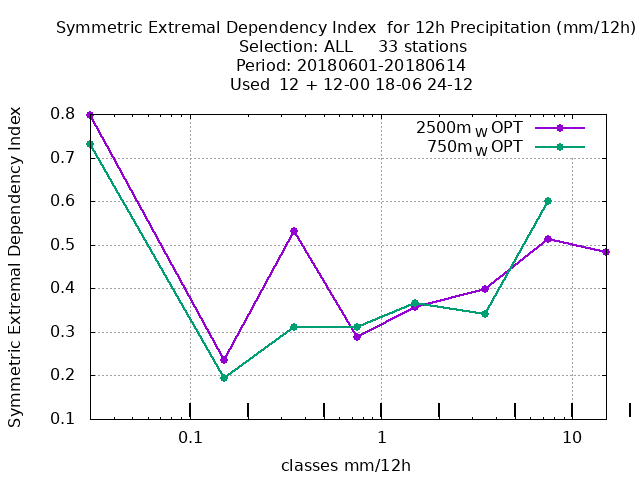 Symmetric Extremal Dependency Index  for 12h Precipitation (mm/12h)
Selection: ALL     33 stations
Period: 20180601-20180614
Used  12 + 12-00 18-06 24-12
2500m W OPT
750m W OPT
Symmetric Extremal Dependency Index
0.8
0.7
0.6
0.5
0.4
0.3
0.2
0.1
0.1 1 10
classes mm/12h